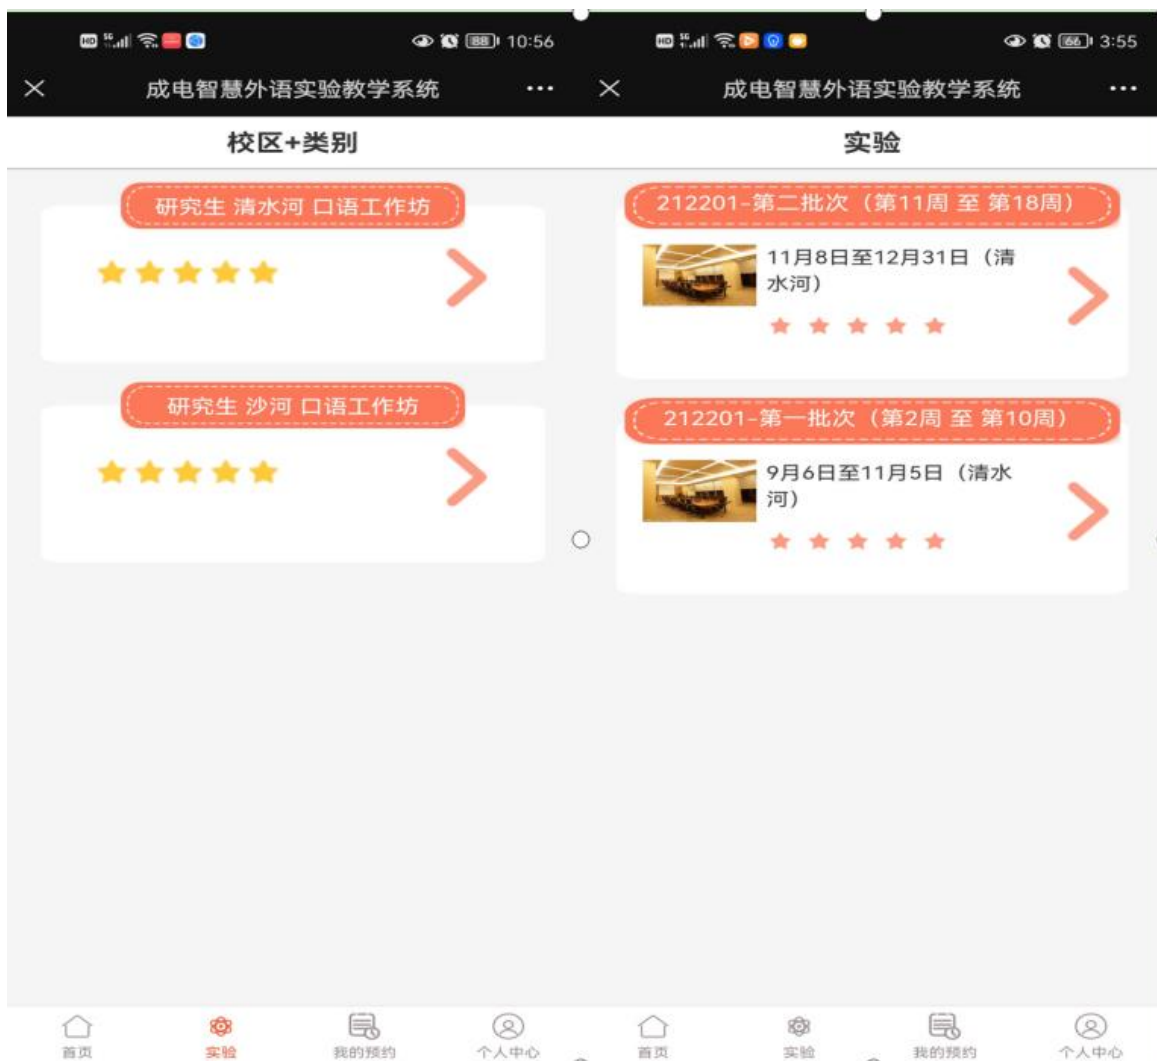 HD 5G 88 10:56
成电智慧外语实验教学系统
校区+类别
研究生 清水河 口语工作坊
研究生 沙河 口语工作坊
首页 实验 我的预约 个人中心
HD 5G 66 3:55
成电智慧外语实验教学系统
实验
212201-第二批次（第11周 至 第18周）
11月8日至12月31日（清
水河）
212201-第一批次（第2周 至 第10周）
9月6日至11月5日（清水
河）
首页 实验 我的预约 个人中心